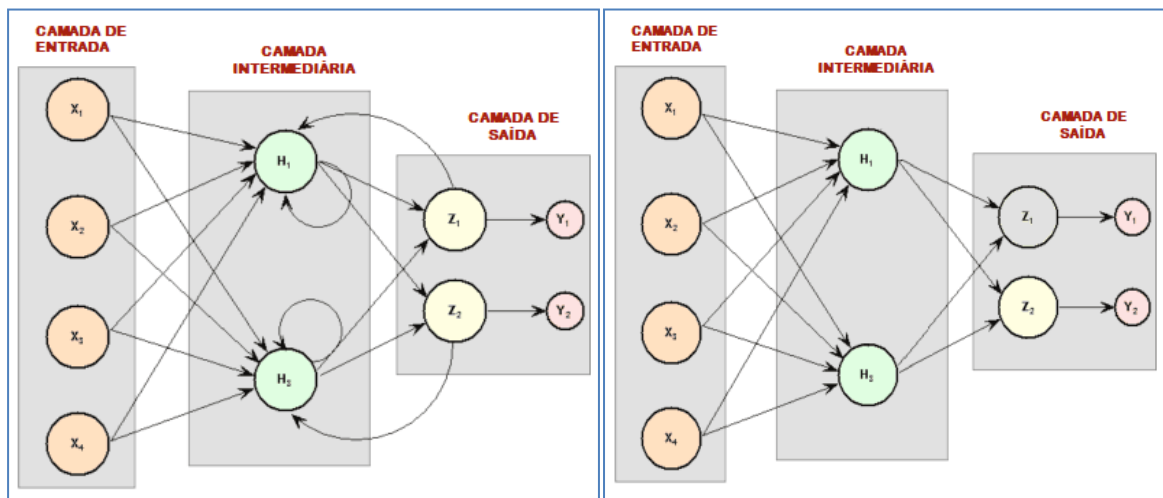 CAMADA DE
ENTRADA
CAMADA
INTERMEDIÁRIA
CAMADA DE
SAÍDA
X₁
X₂
X₃
X₄
H₁
H₂
Z₁
Z₂
Y₁
Y₂
CAMADA DE
ENTRADA
CAMADA
INTERMEDIÁRIA
CAMADA DE
SAÍDA
X₁
X₂
X₃
X₄
H₁
H₂
Z₁
Z₂
Y₁
Y₂